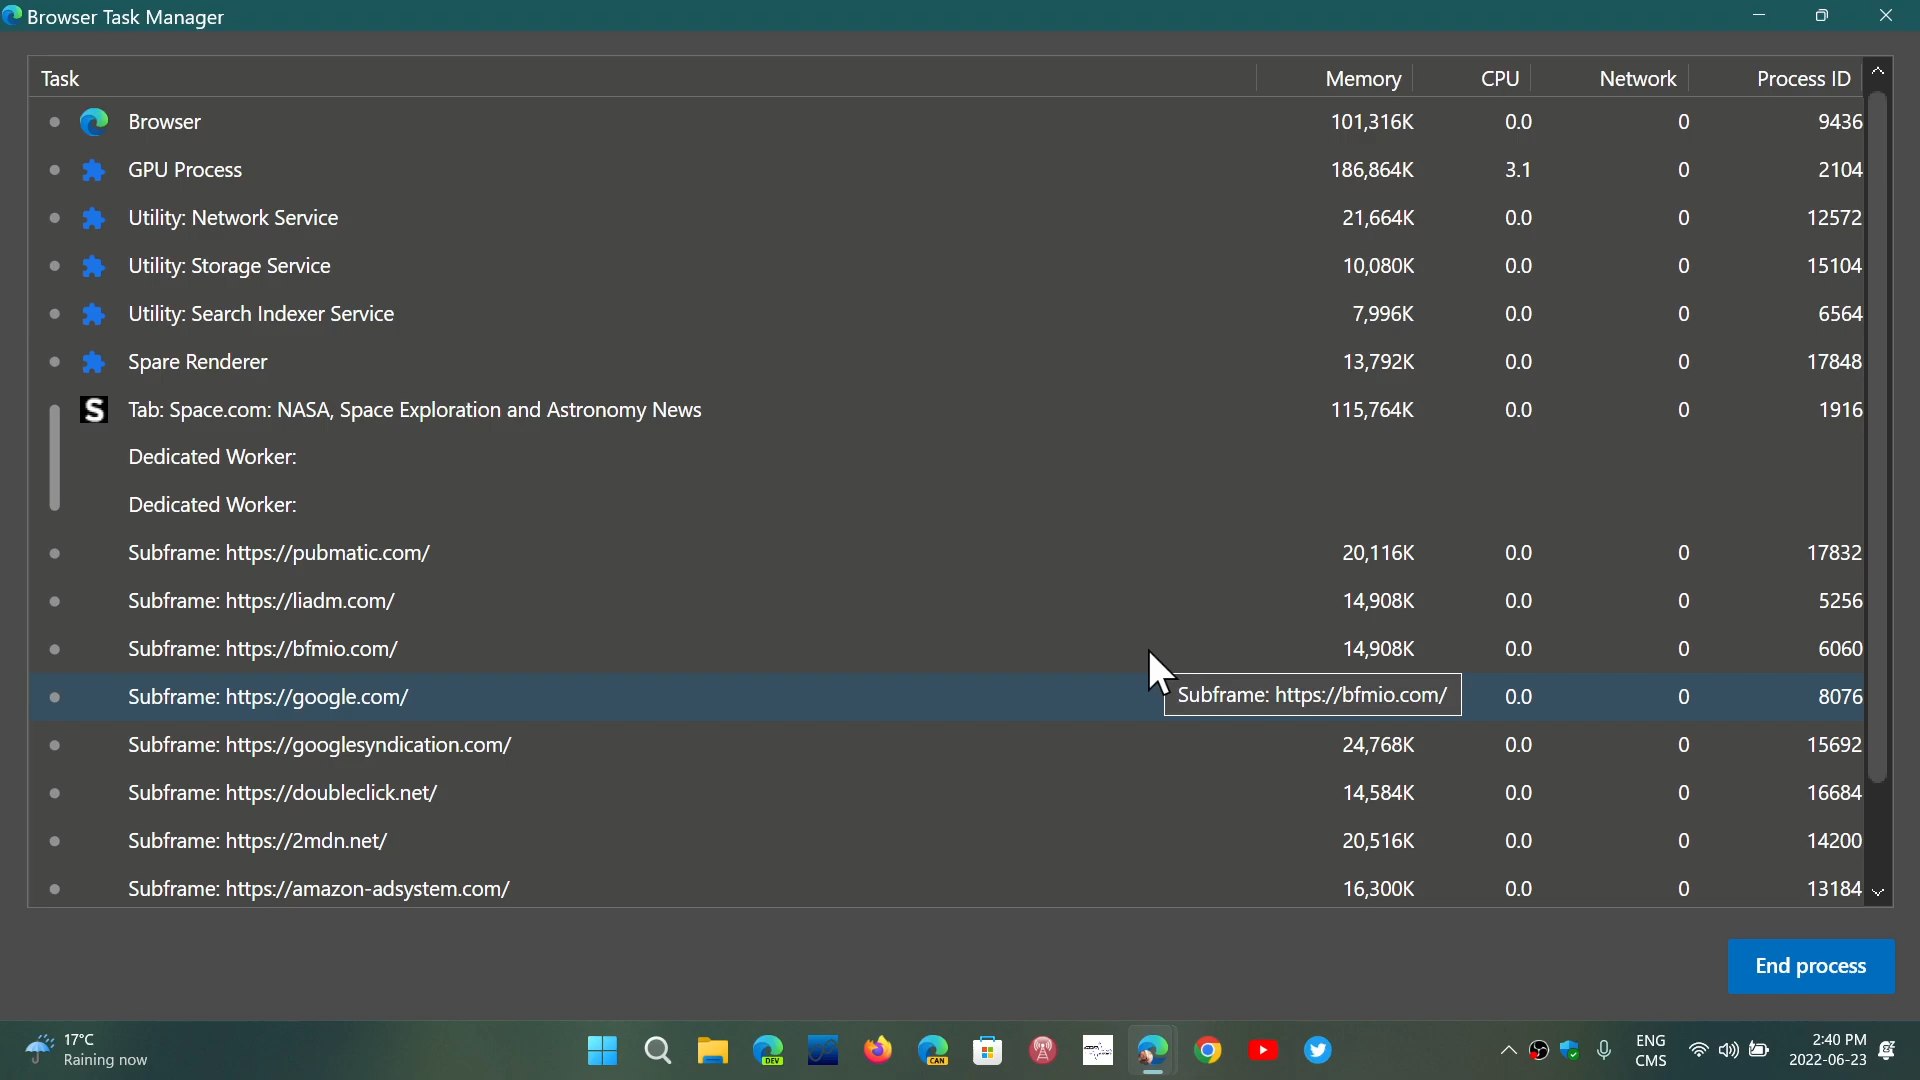 Browser Task Manager
Task Memory CPU Network Process ID
Browser 101,316K 0.0 0 9436
GPU Process 186,864K 3.1 0 2104
Utility: Network Service 21,664K 0.0 0 12572
Utility: Storage Service 10,080K 0.0 0 15104
Utility: Search Indexer Service 7,996K 0.0 0 6564
Spare Renderer 13,792K 0.0 0 17848
S Tab: Space.com: NASA, Space Exploration and Astronomy News 115,764K 0.0 0 1916
Dedicated Worker:
Dedicated Worker:
Subframe: https://pubmatic.com/ 20,116K 0.0 0 17832
Subframe: https://liadm.com/ 14,908K 0.0 0 5256
Subframe: https://bfmio.com/ 14,908K 0.0 0 6060
Subframe: https://google.com/ Subframe: https://bfmio.com/ 0.0 0 8076
Subframe: https://googlesyndication.com/ 24,768K 0.0 0 15692
Subframe: https://doubleclick.net/ 14,584K 0.0 0 16684
Subframe: https://2mdn.net/ 20,516K 0.0 0 14200
Subframe: https://amazon-adsystem.com/ 16,300K 0.0 0 13184
End process
17°C
Raining now
DEV
CAN
ENG
CMS
2:40 PM
2022-06-23